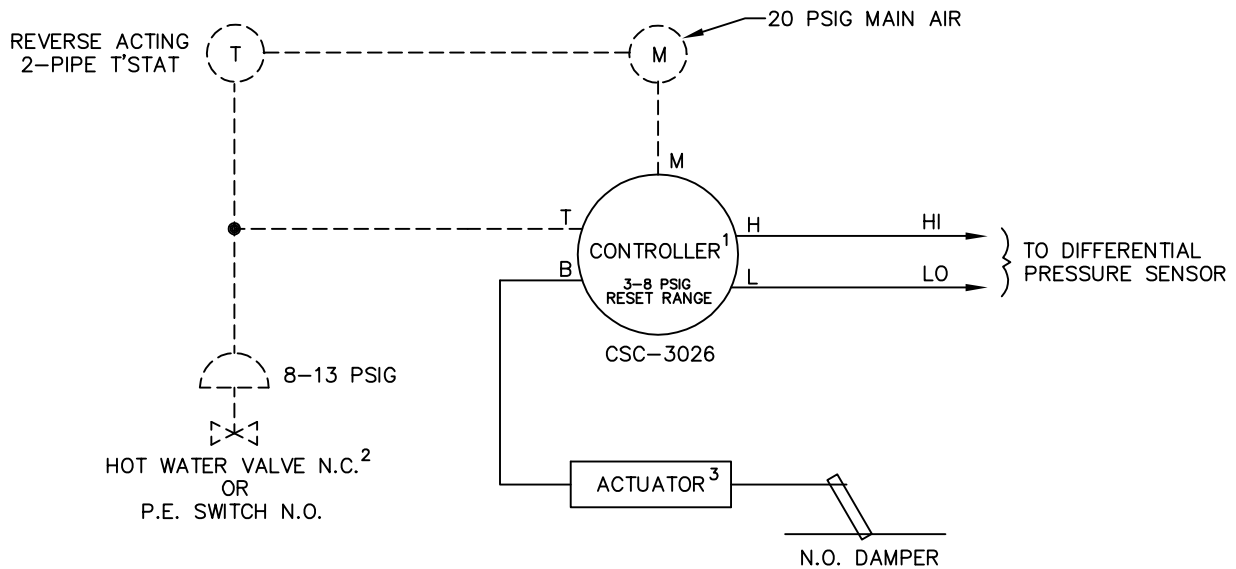 20 PSIG MAIN AIR
REVERSE ACTING
2-PIPE T'STAT
T
M
M
T
H
HI
CONTROLLER¹
TO DIFFERENTIAL
PRESSURE SENSOR
B
3-8 PSIG
RESET RANGE
L
LO
CSC-3026
8-13 PSIG
HOT WATER VALVE N.C.²
OR
P.E. SWITCH N.O.
ACTUATOR³
N.O. DAMPER